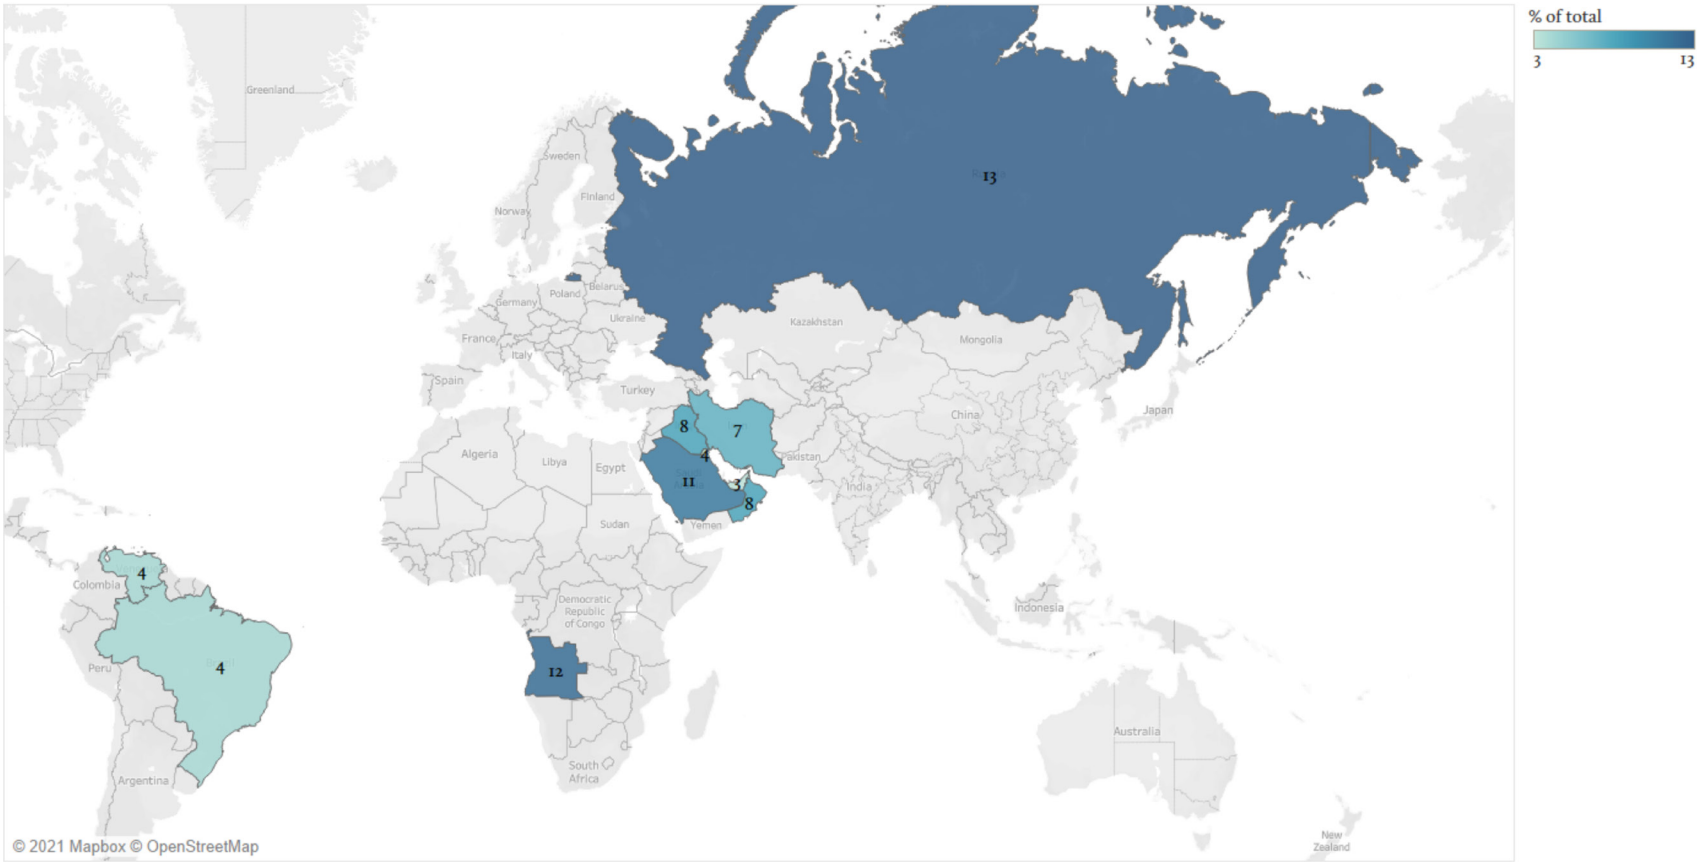 % of total
3 13
Greenland
13
Sweden
Finland
Norway
Belarus
Poland
Germany
Ukraine
France
Kazakhstan
Mongolia
Italy
Spain
Turkey
Japan
China
8
7
4
Algeria
Libya
Egypt
Pakistan
11
3
India
8
Sudan
Yemen
4
Colombia
Democratic
Republic
of Congo
Indonesia
4
Peru
12
Australia
South
Africa
Argentina
New
Zealand
© 2021 Mapbox © OpenStreetMap